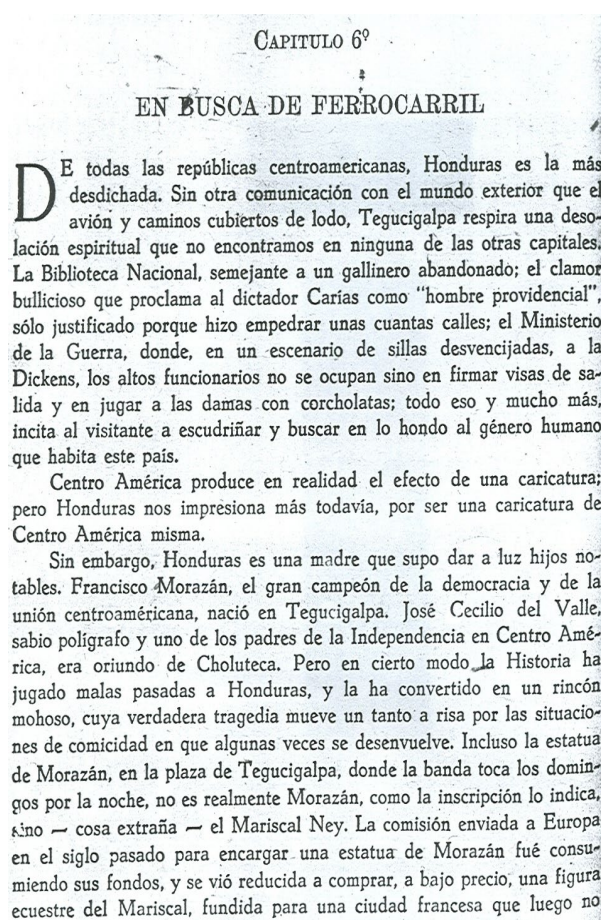 CAPITULO 6º
EN BUSCA DE FERROCARRIL
DE todas las repúblicas centroamericanas, Honduras es la más
desdichada. Sin otra comunicación con el mundo exterior que el
avión y caminos cubiertos de lodo, Tegucigalpa respira una deso-
lación espiritual que no encontramos en ninguna de las otras capitales.
La Biblioteca Nacional, semejante a un gallinero abandonado; el clamor
bullicioso que proclama al dictador Carías como "hombre providencial",
sólo justificado porque hizo empedrar unas cuantas calles; el Ministerio
de la Guerra, donde, en un escenario de sillas desvencijadas, a la
Dickens, los altos funcionarios no se ocupan sino en firmar visas de sa-
lida y en jugar a las damas con corcholatas; todo eso y mucho más,
incita al visitante a escudriñar y buscar en lo hondo al género humano
que habita este país.
Centro América produce en realidad el efecto de una caricatura;
pero Honduras nos impresiona más todavía, por ser una caricatura de
Centro América misma.
Sin embargo, Honduras es una madre que supo dar a luz hijos no-
tables. Francisco Morazán, el gran campeón de la democracia y de la
unión centroaméricana, nació en Tegucigalpa. José Cecilio del Valle,
sabio polígrafo y uno de los padres de la Independencia en Centro Amé-
rica, era oriundo de Choluteca. Pero en cierto modo la Historia ha
jugado malas pasadas a Honduras, y la ha convertido en un rincón
mohoso, cuya verdadera tragedia mueve un tanto a risa por las situacio-
nes de comicidad en que algunas veces se desenvuelve. Incluso la estatua
de Morazán, en la plaza de Tegucigalpa, donde la banda toca los domin-
gos por la noche, no es realmente Morazán, como la inscripción lo indica,
sino — cosa extraña — el Mariscal Ney. La comisión enviada a Europa
en el siglo pasado para encargar una estatua de Morazán fué consu-
miendo sus fondos, y se vió reducida a comprar, a bajo precio, una figura
ecuestre del Mariscal, fundida para una ciudad francesa que luego no